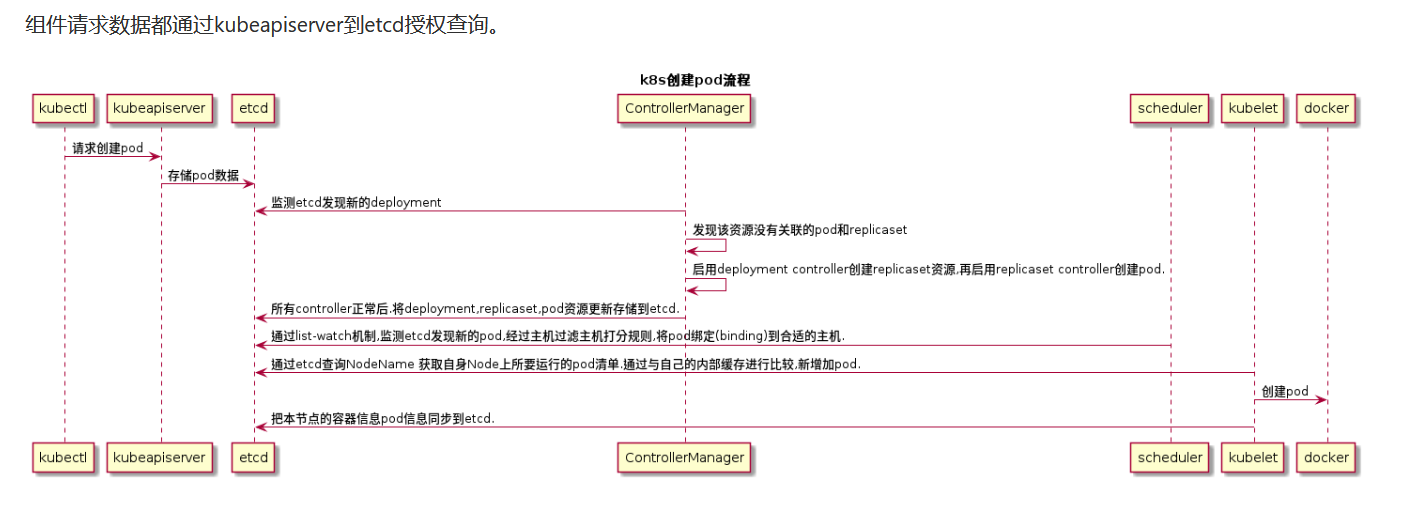 组件请求数据都通过kubeapiserver到etcd授权查询。
k8s创建pod流程
kubectl kubeapiserver etcd ControllerManager scheduler kubelet docker
请求创建pod
存储pod数据
监测etcd发现新的deployment
发现该资源没有关联的pod和replicaset
启用deployment controller创建replicaset资源,再启用replicaset controller创建pod.
所有controller正常后.将deployment,replicaset,pod资源更新存储到etcd.
通过list-watch机制,监测etcd发现新的pod,经过主机过滤主机打分规则,将pod绑定(binding)到合适的主机.
通过etcd查询NodeName 获取自身Node上所要运行的pod清单.通过与自己的内部缓存进行比较,新增加pod.
创建pod
把本节点的容器信息pod信息同步到etcd.
kubectl kubeapiserver etcd ControllerManager scheduler kubelet docker